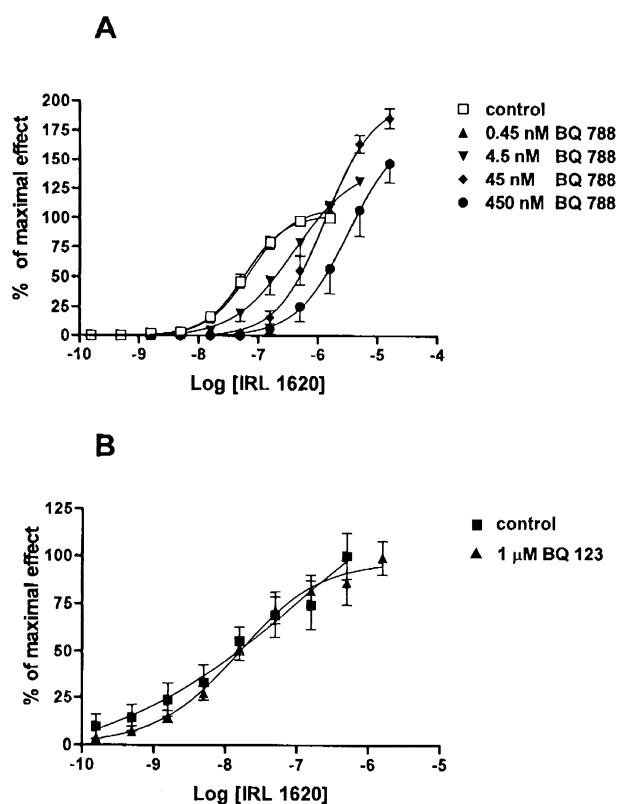 A
% of maximal effect
200
175
150
125
100
75
50
25
0
-10
-9
-8
-7
-6
-5
-4
Log [IRL 1620]
control
0.45 nM BQ 788
4.5 nM BQ 788
45 nM BQ 788
450 nM BQ 788
B
% of maximal effect
125
100
75
50
25
0
-10
-9
-8
-7
-6
-5
Log [IRL 1620]
control
1 µM BQ 123